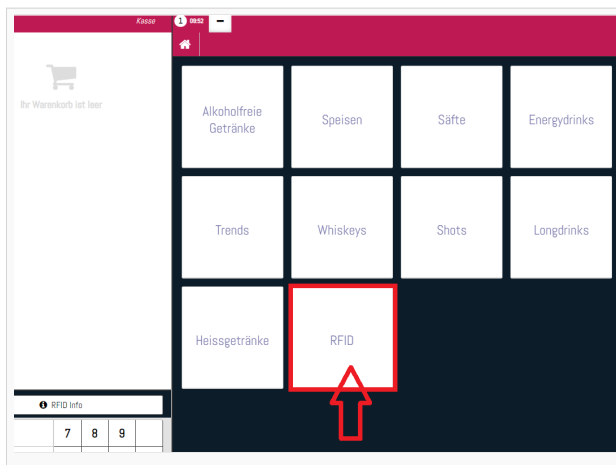 Kasse
1 09:52
Ihr Warenkorb ist leer
Alkoholfreie
Getränke
Speisen
Säfte
Energydrinks
Trends
Whiskeys
Shots
Longdrinks
Heissgetränke
RFID
RFID Info
7 8 9